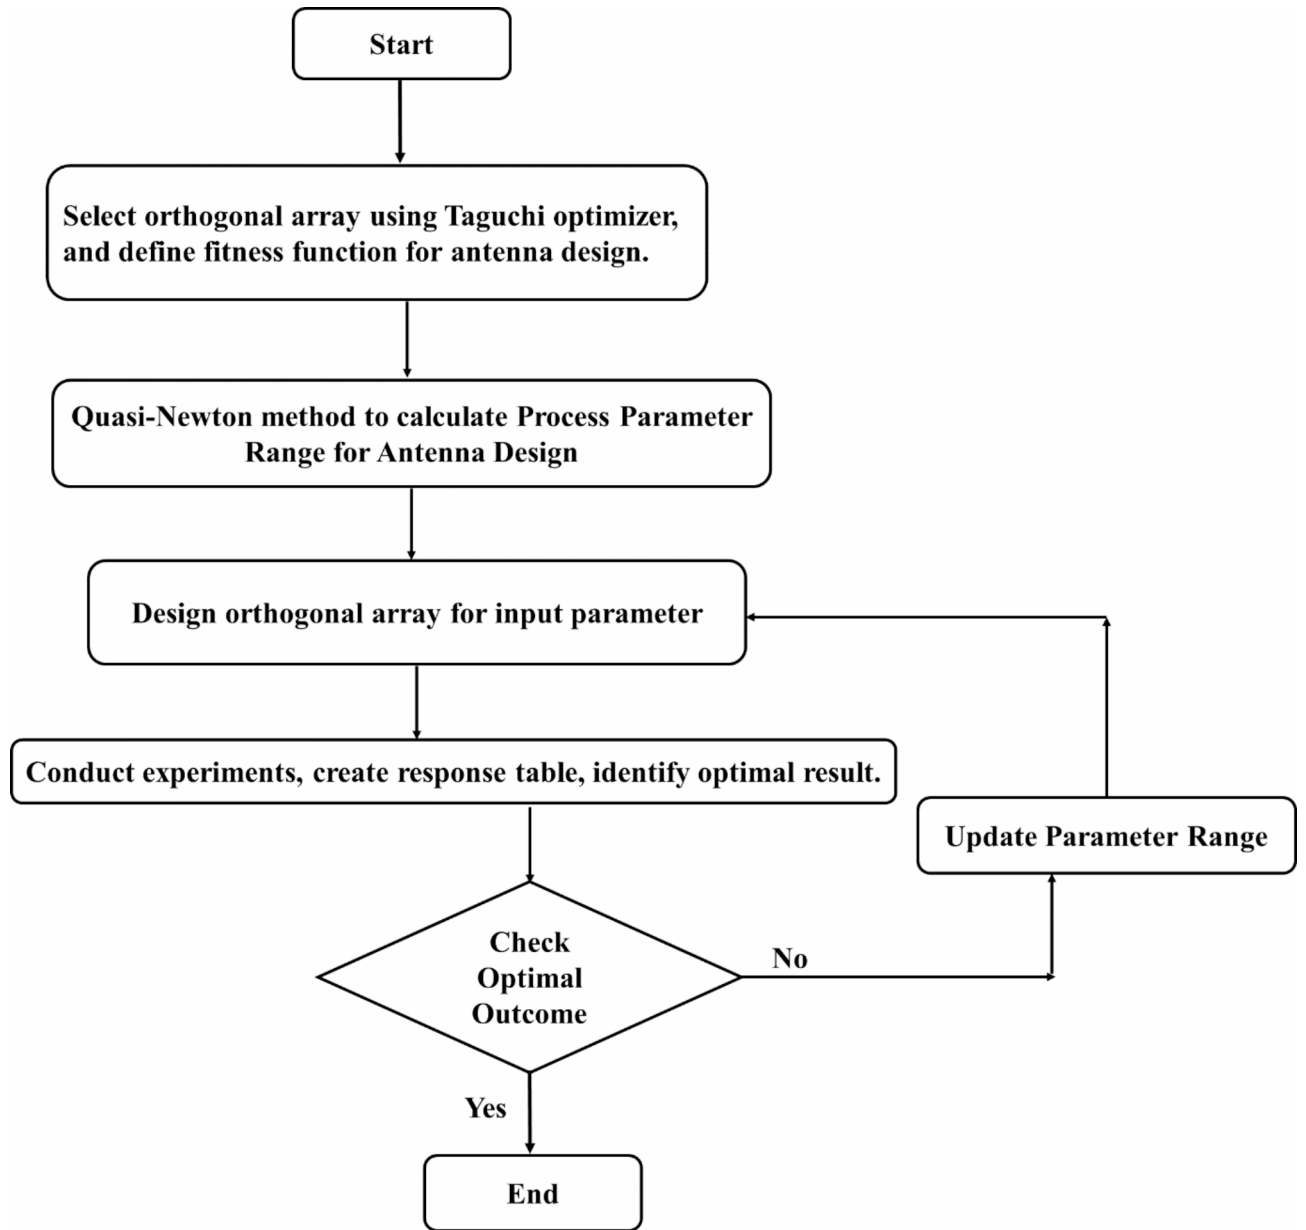 Start
Select orthogonal array using Taguchi optimizer,
and define fitness function for antenna design.
Quasi-Newton method to calculate Process Parameter
Range for Antenna Design
Design orthogonal array for input parameter
Conduct experiments, create response table, identify optimal result.
Update Parameter Range
Check
Optimal
Outcome
No
Yes
End